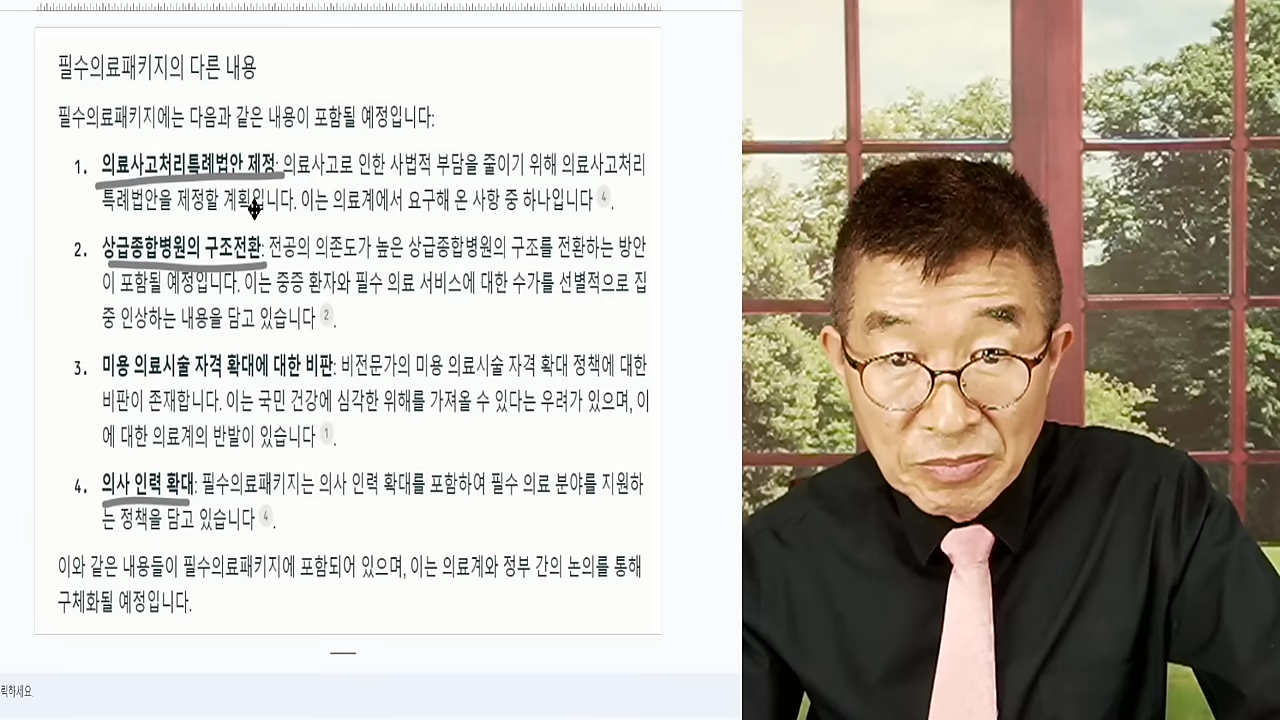 필수의료패키지의 다른 내용
필수의료패키지에는 다음과 같은 내용이 포함될 예정입니다:
1. 의료사고처리특례법안 제정: 의료사고로 인한 사법적 부담을 줄이기 위해 의료사고처리
특례법안을 제정할 계획입니다. 이는 의료계에서 요구해 온 사항 중 하나입니다 4 .
2. 상급종합병원의 구조전환: 전공의 의존도가 높은 상급종합병원의 구조를 전환하는 방안
이 포함될 예정입니다. 이는 중증 환자와 필수 의료 서비스에 대한 수가를 선별적으로 집
중 인상하는 내용을 담고 있습니다 2 .
3. 미용 의료시술 자격 확대에 대한 비판: 비전문가의 미용 의료시술 자격 확대 정책에 대한
비판이 존재합니다. 이는 국민 건강에 심각한 위해를 가져올 수 있다는 우려가 있으며, 이
에 대한 의료계의 반발이 있습니다 1 .
4. 의사 인력 확대: 필수의료패키지는 의사 인력 확대를 포함하여 필수 의료 분야를 지원하
는 정책을 담고 있습니다 4 .
이와 같은 내용들이 필수의료패키지에 포함되어 있으며, 이는 의료계와 정부 간의 논의를 통해
구체화될 예정입니다.
릭하세요.